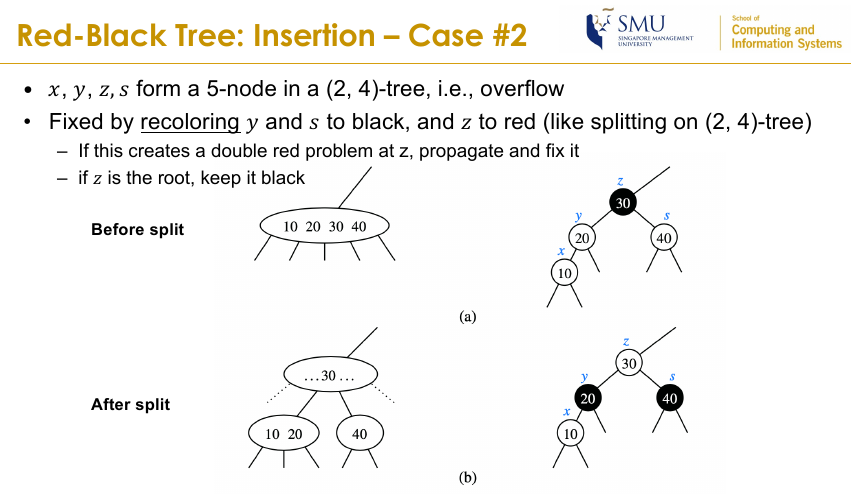 Red-Black Tree: Insertion – Case #2
SMU
SINGAPORE MANAGEMENT
UNIVERSITY
School of
Computing and
Information Systems
• x, y, z, s form a 5-node in a (2, 4)-tree, i.e., overflow
• Fixed by recoloring y and s to black, and z to red (like splitting on (2, 4)-tree)
– If this creates a double red problem at z, propagate and fix it
– if z is the root, keep it black
Before split
10 20 30 40
z
30
y
s
20
40
x
10
(a)
After split
...30...
10 20
40
z
30
y
s
20
40
x
10
(b)